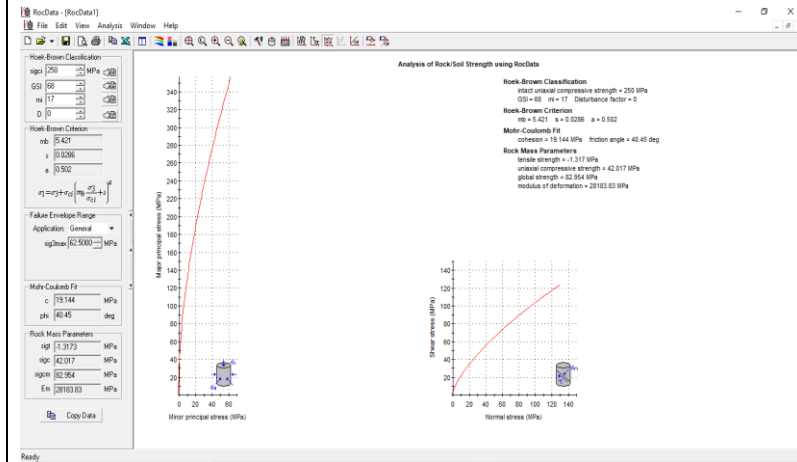 RocData - [RocData1]
File Edit View Analysis Window Help
Hoek-Brown Classification
sigci 250 MPa
GSI 68
mi 17
D 0
Hoek-Brown Criterion
mb 5.421
s 0.0286
a 0.502
σ1=σ3+σci(mb σ3/σci+s)^a
Failure Envelope Range
Application: General
sig3max 62.5000 MPa
Mohr-Coulomb Fit
c 19.144 MPa
phi 40.45 deg
Rock Mass Parameters
sigt -1.3173 MPa
sigc 42.017 MPa
sigcm 82.954 MPa
Em 28183.83 MPa
Copy Data
Ready
Analysis of Rock/Soil Strength using RocData
Hoek-Brown Classification
intact uniaxial compressive strength = 250 MPa
GSI = 68 mi = 17 Disturbance factor = 0
Hoek-Brown Criterion
mb = 5.421 s = 0.0286 a = 0.502
Mohr-Coulomb Fit
cohesion = 19.144 MPa friction angle = 40.45 deg
Rock Mass Parameters
tensile strength = -1.317 MPa
uniaxial compressive strength = 42.017 MPa
global strength = 82.954 MPa
modulus of deformation = 28183.83 MPa
Major principal stress (MPa)
340
320
300
280
260
240
220
200
180
160
140
120
100
80
60
40
20
0 20 40 60
Minor principal stress (MPa)
Shear stress (MPa)
140
120
100
80
60
40
20
0 20 40 60 80 100 120 140
Normal stress (MPa)